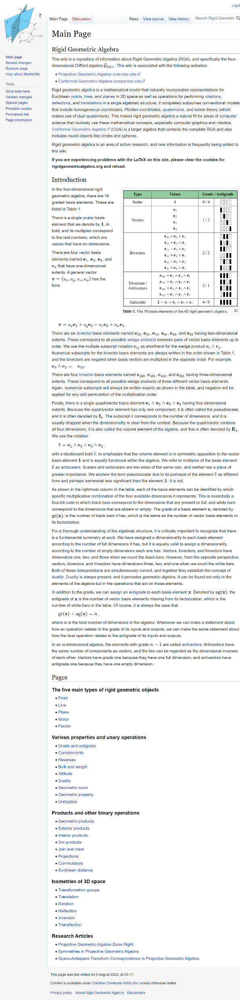 Log in
Main Page
Discussion
Read
View source
View history
Search Rigid Geometri
Main page
Recent changes
Random page
Help about MediaWiki
Tools
What links here
Related changes
Special pages
Printable version
Permanent link
Page information
Main Page
Rigid Geometric Algebra
This wiki is a repository of information about Rigid Geometric Algebra (RGA), and specifically the four-
dimensional Clifford algebra 𝒢3,0,1. This wiki is associated with the following websites:
• Projective Geometric Algebra overview site
• Conformal Geometric Algebra companion site
Rigid geometric algebra is a mathematical model that naturally incorporates representations for
Euclidean points, lines, and planes in 3D space as well as operations for performing rotations,
reflections, and translations in a single algebraic structure. It completely subsumes conventional models
that include homogeneous coordinates, Plücker coordinates, quaternions, and screw theory (which
makes use of dual quaternions). This makes rigid geometric algebra a natural fit for areas of computer
science that routinely use these mathematical concepts, especially computer graphics and robotics.
Conformal Geometric Algebra (CGA) is a larger algebra that contains the complete RGA and also
includes round objects like circles and spheres.
Rigid geometric algebra is an area of active research, and new information is frequently being added to
this wiki.
If you are experiencing problems with the LaTeX on this site, please clear the cookies for
rigidgeometricalgebra.org and reload.
Introduction
In the four-dimensional rigid
geometric algebra, there are 16
graded basis elements. These are
listed in Table 1.
There is a single scalar basis
element that we denote by 1, in
bold, and its multiples correspond
to the real numbers, which are
values that have no dimensions.
There are four vector basis
elements named e1, e2, e3, and
e4 that have one-dimensional
extents. A general vector
v = (vx, vy, vz, vw) has the
form
Type Values Grade / Antigrade
Scalar 1 0 / 4
Vectors e1 e2 e3 e4 1 / 3
Bivectors 2 / 2
e23 = e2 ∧ e3
e31 = e3 ∧ e1
e12 = e1 ∧ e2
e43 = e4 ∧ e3
e42 = e4 ∧ e2
e41 = e4 ∧ e1
Trivectors /
Antivectors 3 / 1
e321 = e3 ∧ e2 ∧ e1
e412 = e4 ∧ e1 ∧ e2
e431 = e4 ∧ e3 ∧ e1
e423 = e4 ∧ e2 ∧ e3
Antiscalar 𝟙 = e1 ∧ e2 ∧ e3 ∧ e4 4 / 0
Table 1. The 16 basis elements of the 4D rigid geometric algebra.
v = vxe1 + vye2 + vze3 + vwe4 .
There are six bivector basis elements named e23, e31, e12, e41, e42, and e43 having two-dimensional
extents. These correspond to all possible wedge products between pairs of vector basis elements up to
order. We use the multiple subscript notation eij as shorthand for the wedge product ei ∧ ej.
Numerical subscripts for the bivector basis elements are always written in the order shown in Table 1,
and the bivectors are negated when basis vectors are multiplied in the opposite order. For example,
e3 ∧ e2 = −e23.
There are four trivector basis elements named e423, e431, e412, and e321 having three-dimensional
extents. These correspond to all possible wedge products of three different vector basis elements.
Again, numerical subscripts will always be written exactly as shown in the table, and negation will be
applied for any odd permutation of the multiplication order.
Finally, there is a single quadrivector basis element e1 ∧ e2 ∧ e3 ∧ e4 having four-dimensional
extents. Because the quadrivector element has only one component, it is often called the pseudoscalar,
and it is often denoted by I4. The subscript 4 corresponds to the number of dimensions, and it is
usually dropped when the dimensionality is clear from the context. Because the quadrivector contains
all four dimensions, it is also called the volume element of the algebra, and this is often denoted by E4.
We use the notation
𝟙 = e1 ∧ e2 ∧ e3 ∧ e4 ,
with a blackboard bold 𝟙, to emphasize that the volume element is in symmetric opposition to the scalar
basis element 1 and is equally functional within the algebra. We refer to multiples of the basis element
𝟙 as antiscalars. Scalars and antiscalars are two sides of the same coin, and neither has a place of
greater importance. We eschew the term pseudoscalar due to its portrayal of the element 𝟙 as different
from and perhaps somewhat less significant than the element 1. It is not.
As shown in the rightmost column in the table, each of the basis elements can be identified by which
specific multiplicative combination of the four available dimensions it represents. This is essentially a
four-bit code in which black bars correspond to the dimensions that are present or full, and white bars
correspond to the dimensions that are absent or empty. The grade of a basis element x, denoted by
gr(x), is the number of black bars it has, which is the same as the number of vector basis elements in
its factorization.
For a thorough understanding of the algebraic structure, it is critically important to recognize that there
is a fundamental symmetry at work. We have assigned a dimensionality to each basis element
according to the number of full dimensions it has, but it is equally valid to assign a dimensionality
according to the number of empty dimensions each one has. Vectors, bivectors, and trivectors have
dimensions one, two, and three when we count the black bars. However, from the opposite perspective,
vectors, bivectors, and trivectors have dimensions three, two, and one when we count the white bars.
Both of these interpretations are simultaneously correct, and together they establish the concept of
duality. Duality is always present, and it pervades geometric algebra. It can be found not only in the
elements of the algebra but in the operations that act on those elements.
In addition to the grade, we can assign an antigrade to each basis element x. Denoted by ag(x), the
antigrade of x is the number of vector basis elements missing from its factorization, which is the
number of white bars in the table. Of course, it is always the case that
gr(x) + ag(x) = n ,
where n is the total number of dimensions in the algebra. Whenever we can make a statement about
how an operation relates to the grade of its inputs and outputs, we can make the same statement about
how the dual operation relates to the antigrade of its inputs and outputs.
In an n-dimensional algebra, the elements with grade n − 1 are called antivectors. Antivectors have
the same number of components as vectors, and the two can be regarded as the dimensional inverses
of each other. Vectors have grade one because they have one full dimension, and antivectors have
antigrade one because they have one empty dimension.
Pages
The five main types of rigid geometric objects
• Point
• Line
• Plane
• Motor
• Flector
Various properties and unary operations
• Grade and antigrade
• Complements
• Reverses
• Bulk and weight
• Attitude
• Duality
• Geometric norm
• Geometric property
• Unitization
Products and other binary operations
• Geometric products
• Exterior products
• Interior products
• Dot products
• Join and meet
• Projections
• Commutators
• Euclidean distance
Isometries of 3D space
• Transformation groups
• Translation
• Rotation
• Reflection
• Inversion
• Transflection
Research Articles
• Projective Geometric Algebra Done Right
• Symmetries in Projective Geometric Algebra
• Space-Antispace Transform Correspondence in Projective Geometric Algebra
This page was last edited on 5 August 2023, at 05:17.
Content is available under Creative Commons Attribution unless otherwise noted.
Privacy policy
About Rigid Geometric Algebra
Disclaimers